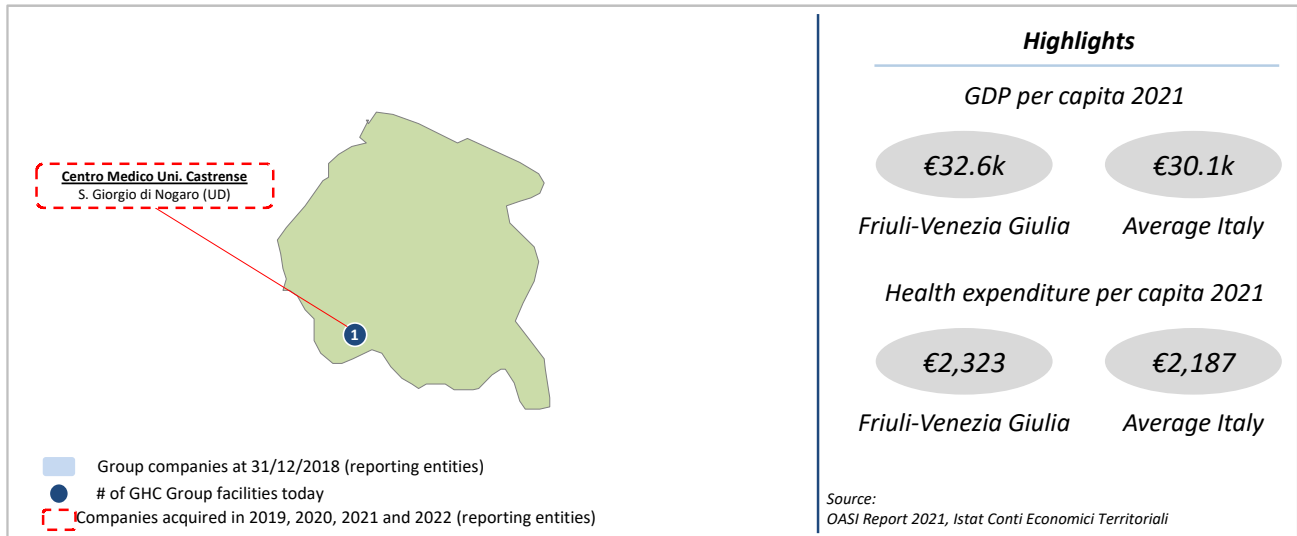 Centro Medico Uni. Castrense
S. Giorgio di Nogaro (UD)
1
Group companies at 31/12/2018 (reporting entities)
# of GHC Group facilities today
Companies acquired in 2019, 2020, 2021 and 2022 (reporting entities)
Highlights
GDP per capita 2021
€32.6k €30.1k
Friuli-Venezia Giulia Average Italy
Health expenditure per capita 2021
€2,323 €2,187
Friuli-Venezia Giulia Average Italy
Source:
OASI Report 2021, Istat Conti Economici Territoriali